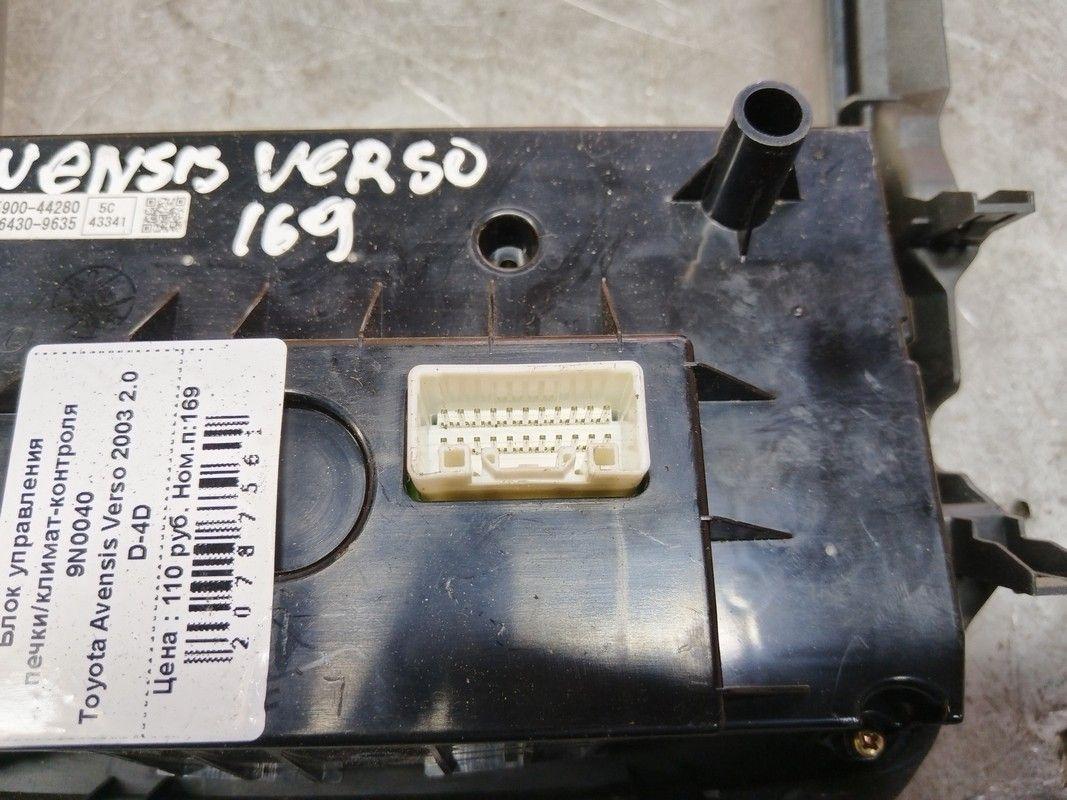 VENSIS VERSO
169
900-44280
6430-9635
5C
43341
Блок управления
печки/климат-контроля
9N0040
Toyota Avensis Verso 2003 2.0
D-4D
Цена : 110 руб. Ном.п:169